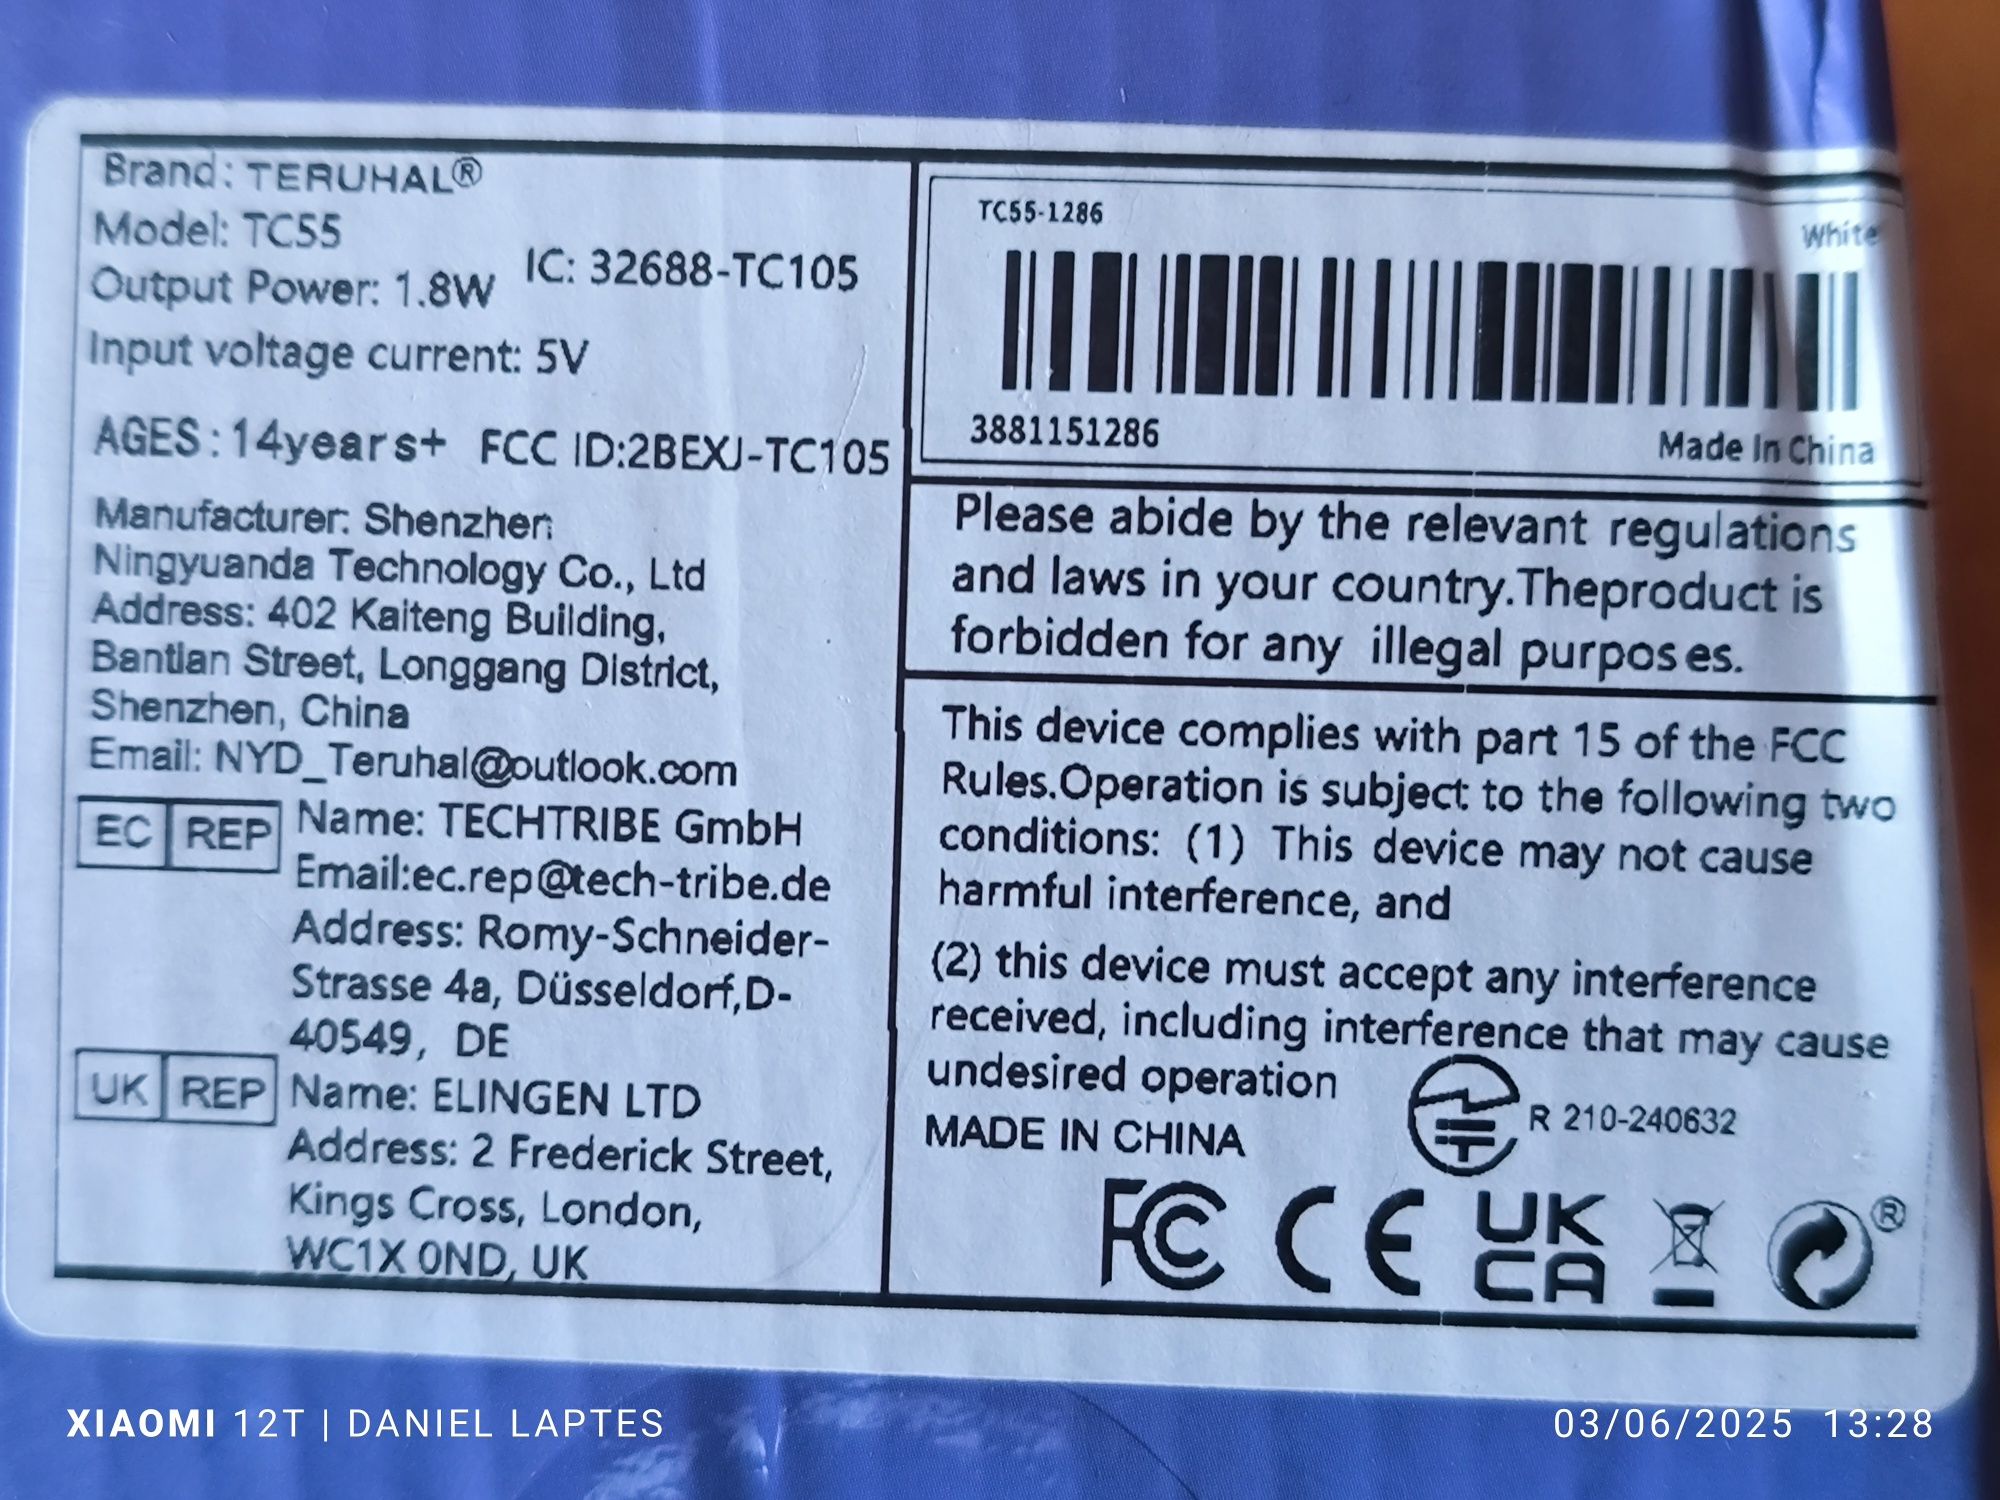 Brand: TERUHAL®
Model: TC55
IC: 32688-TC105
Output Power: 1.8W
Input voltage current: 5V
AGES: 14years+ FCC ID:2BEXJ-TC105
Manufacturer: Shenzhen
Ningyuanda Technology Co., Ltd
Address: 402 Kaiteng Building,
Bantian Street, Longgang District,
Shenzhen, China
Email: NYD_Teruhal@outlook.com
EC REP
Name: TECHTRIBE GmbH
Email:ec.rep@tech-tribe.de
Address: Romy-Schneider-
Strasse 4a, Düsseldorf,D-
40549, DE
UK REP
Name: ELINGEN LTD
Address: 2 Frederick Street,
Kings Cross, London,
WC1X 0ND, UK
TC55-1286
White
3881151286
Made In China
Please abide by the relevant regulations
and laws in your country.Theproduct is
forbidden for any illegal purposes.
This device complies with part 15 of the FCC
Rules.Operation is subject to the following two
conditions: (1) This device may not cause
harmful interference, and
(2) this device must accept any interference
received, including interference that may cause
undesired operation
MADE IN CHINA
R 210-240632
FC CE UK
CA
®
XIAOMI 12T | DANIEL LAPTES
03/06/2025 13:28